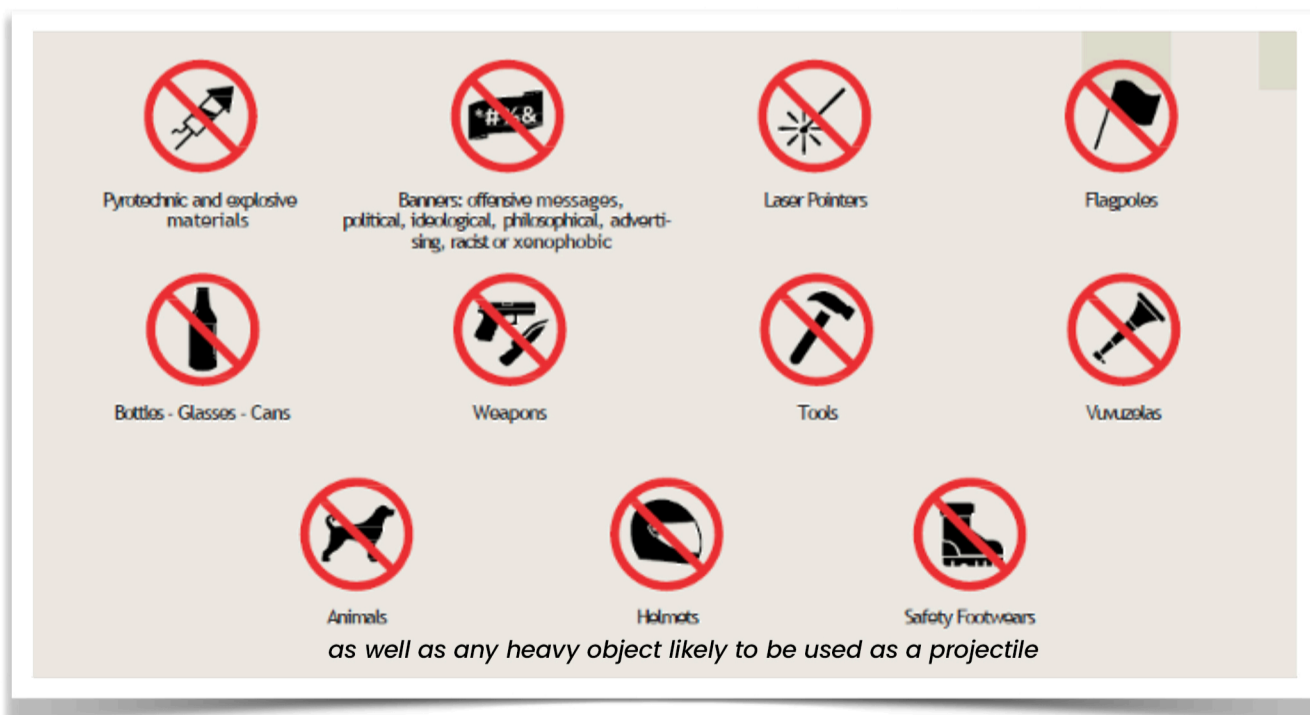 *#%&
Pyrotechnic and explosive
materials
Banners: offensive messages,
political, ideological, philosophical, adverti-
sing, racist or xenophobic
Laser Pointers
Flagpoles
Bottles - Glasses - Cans
Weapons
Tools
Vuvuzelas
Animals
Helmets
Safety Footwears
as well as any heavy object likely to be used as a projectile